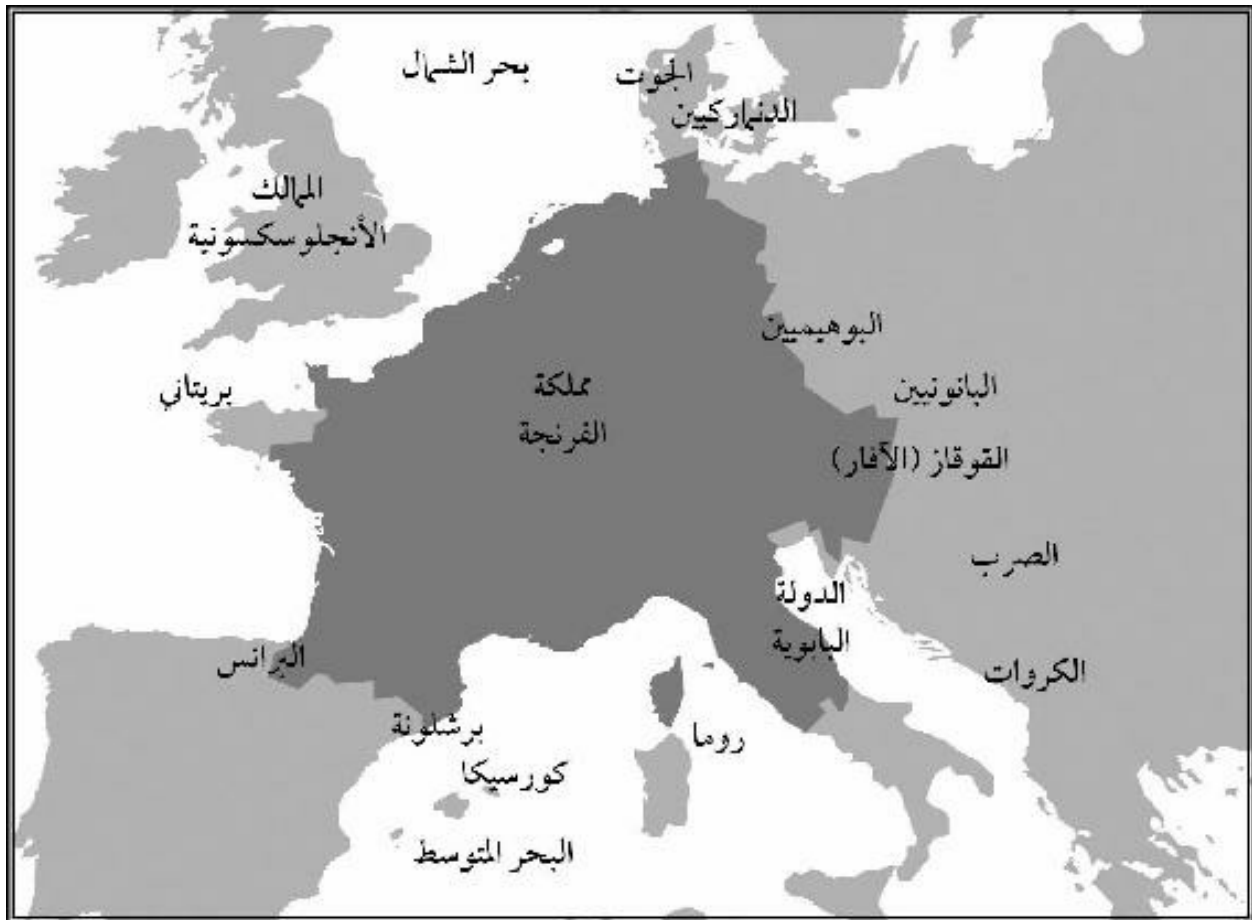 بحر الشمال
الجوت
الدنماركيين
الممالك
الأنجلوسكسونية
البوهيميين
بريتاني
مملكة
الفرنجة
البانونيين
القوقاز (الآفار)
الصرب
الدولة
البابوية
البرانس
الكروات
برشلونة
روما
كورسيكا
البحر المتوسط